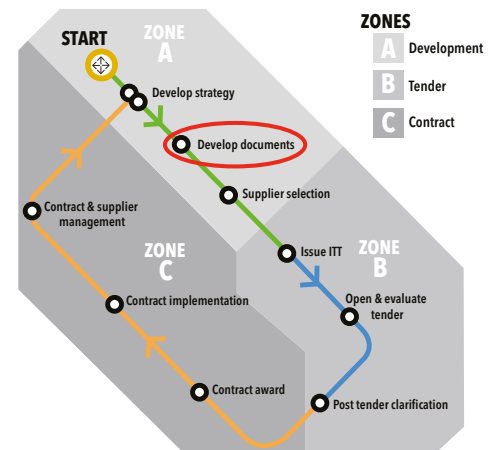 START
ZONE
A
ZONES
A Development
B Tender
C Contract
Develop strategy
Develop documents
Supplier selection
Issue ITT
ZONE
B
Open & evaluate
tender
Post tender clarification
Contract award
Contract implementation
ZONE
C
Contract & supplier
management